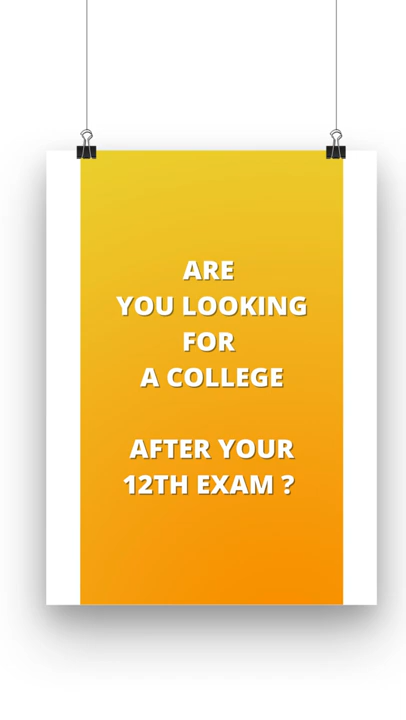 ARE
YOU LOOKING
FOR
A COLLEGE
AFTER YOUR
12TH EXAM ?